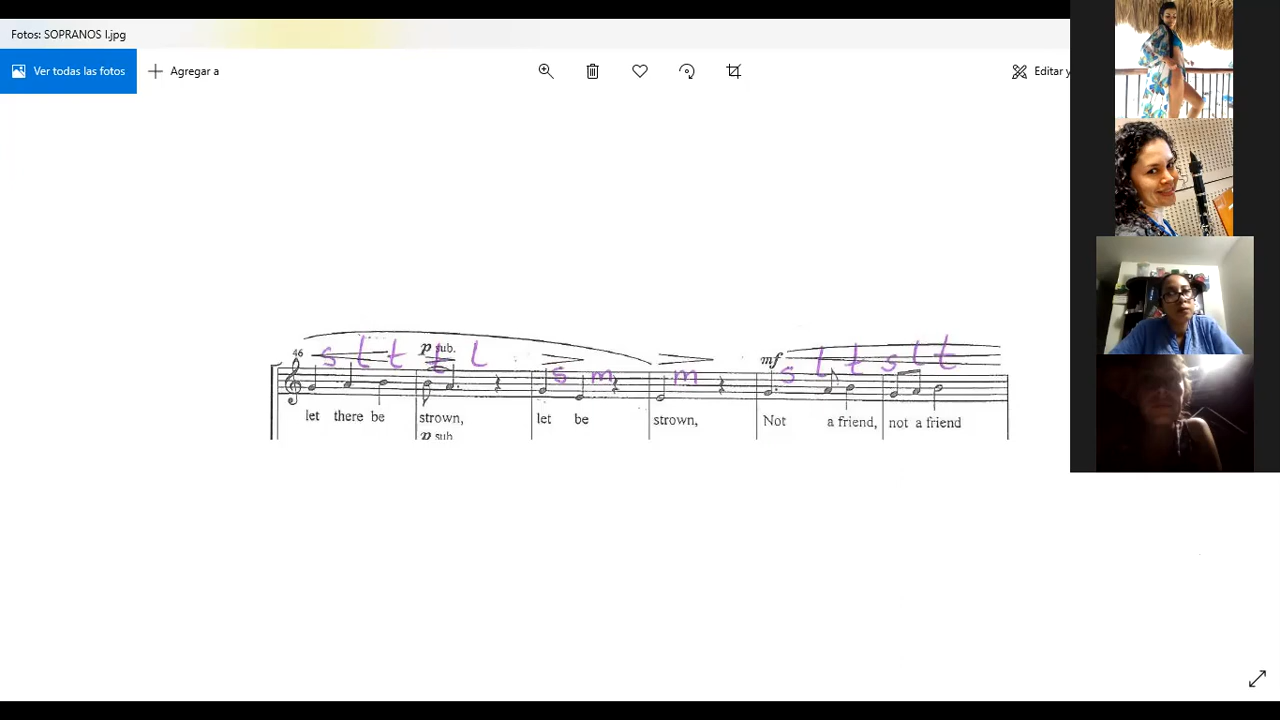 Fotos: SOPRANOS I.jpg
Ver todas las fotos
Agregar a
Editar y
46
s l t
p sub.
t l
s m
m
mf
s l t
s l t
let there be strown, let be strown, Not a friend, not a friend
p sub